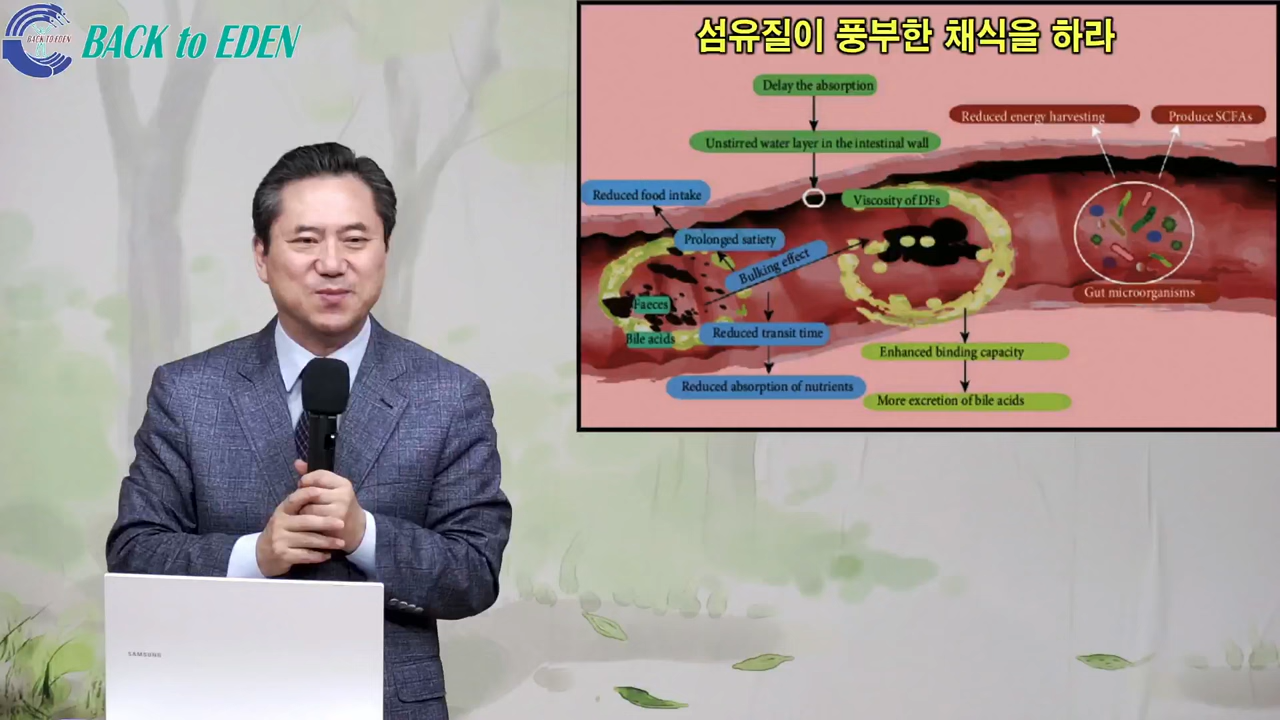 BACK to EDEN
BACK to EDEN
섬유질이 풍부한 채식을 하라
Delay the absorption
Unstirred water layer in the intestinal wall
Reduced energy harvesting
Produce SCFAs
Reduced food intake
Viscosity of DFs
Prolonged satiety
Bulking effect
Faeces
Bile acids
Reduced transit time
Gut microorganisms
Enhanced binding capacity
Reduced absorption of nutrients
More excretion of bile acids
SAMSUNG